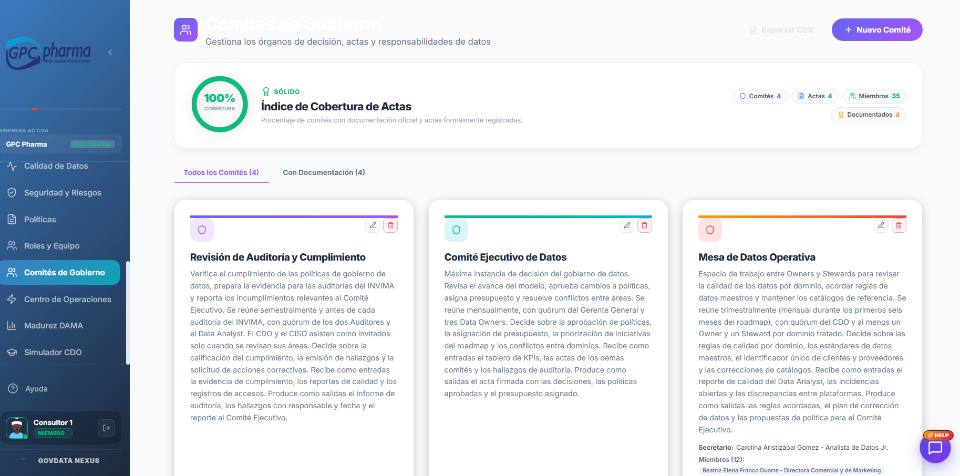 GPC pharma
EMPRESA ACTIVA
GPC Pharma
Calidad de Datos
Seguridad y Riesgos
Políticas
Roles y Equipo
Comités de Gobierno
Centro de Operaciones
Madurez DAMA
Simulador CDO
Ayuda
Consultor 1
MIEMBRO
GOVDATA NEXUS
Comités de Gobierno
Gestiona los órganos de decisión, actas y responsabilidades de datos
Exportar CSV
+ Nuevo Comité
100%
COBERTURA
SÓLIDO
Índice de Cobertura de Actas
Porcentaje de comités con documentación oficial y actas formalmente registradas.
Comités 4
Actas 4
Miembros 35
Documentados 4
Todos los Comités (4)
Con Documentación (4)
Revisión de Auditoría y Cumplimiento
Verifica el cumplimiento de las políticas de gobierno de
datos, prepara la evidencia para las auditorías del INVIMA
y reporta los incumplimientos relevantes al Comité
Ejecutivo. Se reúne semestralmente y antes de cada
auditoría del INVIMA, con quórum de los dos Auditores y
el Data Analyst. El CDO y el CISO asisten como invitados
solo cuando se revisan sus áreas. Decide sobre la
calificación del cumplimiento, la emisión de hallazgos y la
solicitud de acciones correctivas. Recibe como entradas
la evidencia de cumplimiento, los reportes de calidad y los
registros de accesos. Produce como salidas el informe de
auditoría, los hallazgos con responsable y fecha y el
reporte al Comité Ejecutivo.
Comité Ejecutivo de Datos
Máxima instancia de decisión del gobierno de datos.
Revisa el avance del modelo, aprueba cambios a políticas,
asigna presupuesto y resuelve conflictos entre áreas. Se
reúne mensualmente, con quórum del Gerente General y
tres Data Owners. Decide sobre la aprobación de políticas,
la asignación de presupuesto, la priorización de iniciativas
del roadmap y los conflictos entre dominios. Recibe como
entradas el tablero de KPIs, las actas de los demás
comités y los hallazgos de auditoría. Produce como
salidas el acta firmada con las decisiones, las políticas
aprobadas y el presupuesto asignado.
Mesa de Datos Operativa
Espacio de trabajo entre Owners y Stewards para revisar
la calidad de los datos por dominio, acordar reglas de
datos maestros y mantener los catálogos de referencia. Se
reúne trimestralmente (mensual durante los primeros seis
meses del roadmap), con quórum del CDO y al menos un
Owner y un Steward por dominio tratado. Decide sobre las
reglas de calidad por dominio, los estándares de datos
maestros, el identificador único de clientes y proveedores
y las correcciones de catálogos. Recibe como entradas el
reporte de calidad del Data Analyst, las incidencias
abiertas y las discrepancias entre plataformas. Produce
como salidas las reglas acordadas, el plan de corrección
de datos y las propuestas de política para el Comité
Ejecutivo.
Secretario: Carolina Aristizábal Gómez - Analista de Datos Jr.
Miembros (12):
Beatriz Elena Franco Duarte - Directora Comercial y de Marketing
HELP